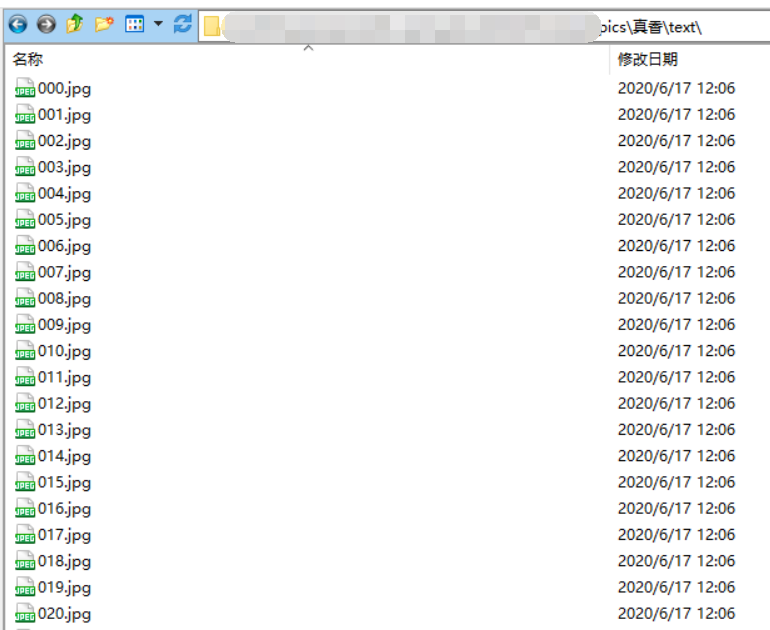 pics\真香\text\
名称 修改日期
000.jpg 2020/6/17 12:06
001.jpg 2020/6/17 12:06
002.jpg 2020/6/17 12:06
003.jpg 2020/6/17 12:06
004.jpg 2020/6/17 12:06
005.jpg 2020/6/17 12:06
006.jpg 2020/6/17 12:06
007.jpg 2020/6/17 12:06
008.jpg 2020/6/17 12:06
009.jpg 2020/6/17 12:06
010.jpg 2020/6/17 12:06
011.jpg 2020/6/17 12:06
012.jpg 2020/6/17 12:06
013.jpg 2020/6/17 12:06
014.jpg 2020/6/17 12:06
015.jpg 2020/6/17 12:06
016.jpg 2020/6/17 12:06
017.jpg 2020/6/17 12:06
018.jpg 2020/6/17 12:06
019.jpg 2020/6/17 12:06
020.jpg 2020/6/17 12:06